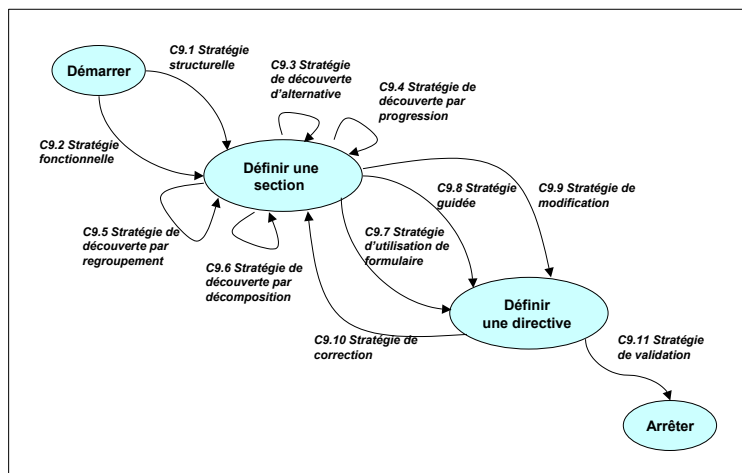 Démarrer
C9.1 Stratégie
structurelle
C9.2 Stratégie
fonctionnelle
C9.3 Stratégie
de découverte
d'alternative
C9.4 Stratégie de
découverte par
progression
Définir une
section
C9.5 Stratégie de
découverte par
regroupement
C9.6 Stratégie de
découverte par
décomposition
C9.7 Stratégie
d'utilisation de
formulaire
C9.8 Stratégie
guidée
C9.9 Stratégie de
modification
Définir
une directive
C9.10 Stratégie de
correction
C9.11 Stratégie
de validation
Arrêter